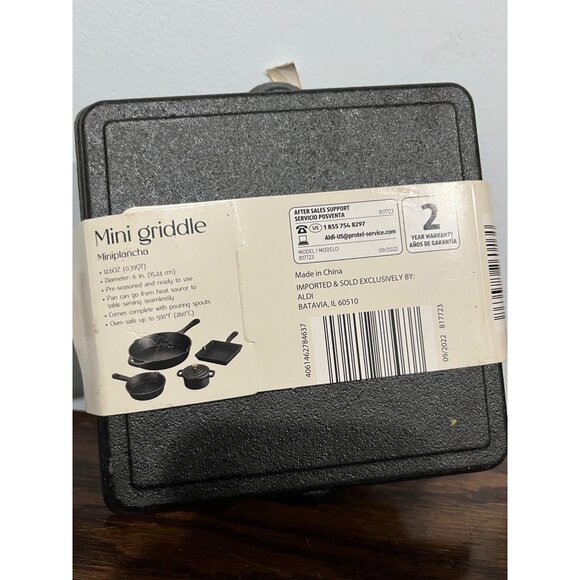 Mini griddle
Miniplancha
• 12.6OZ (0.39QT)
• Diameter: 6 in. (15.24 cm)
• Pre-seasoned and ready to use
• Pan can go from heat source to
table serving seamlessly
• Comes complete with pouring spouts
• Oven safe up to 500°F (260°C)
AFTER SALES SUPPORT
SERVICIO POSVENTA
817723
US 1 855 754 8297
Aldi-US@protel-service.com
MODEL / MODELO:
817723
09/2022
2
YEAR WARRANTY
AÑOS DE GARANTÍA
Made in China
IMPORTED & SOLD EXCLUSIVELY BY:
ALDI
BATAVIA, IL 60510
4061462784637
09/2022 817723